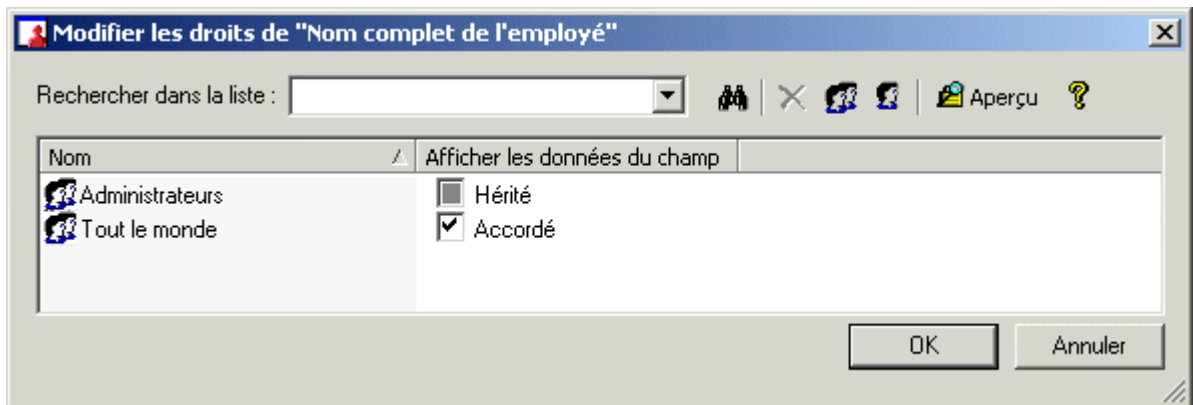 Modifier les droits de "Nom complet de l'employé"
Rechercher dans la liste :
Aperçu
Nom
Afficher les données du champ
Administrateurs
Hérité
Tout le monde
Accordé
OK
Annuler